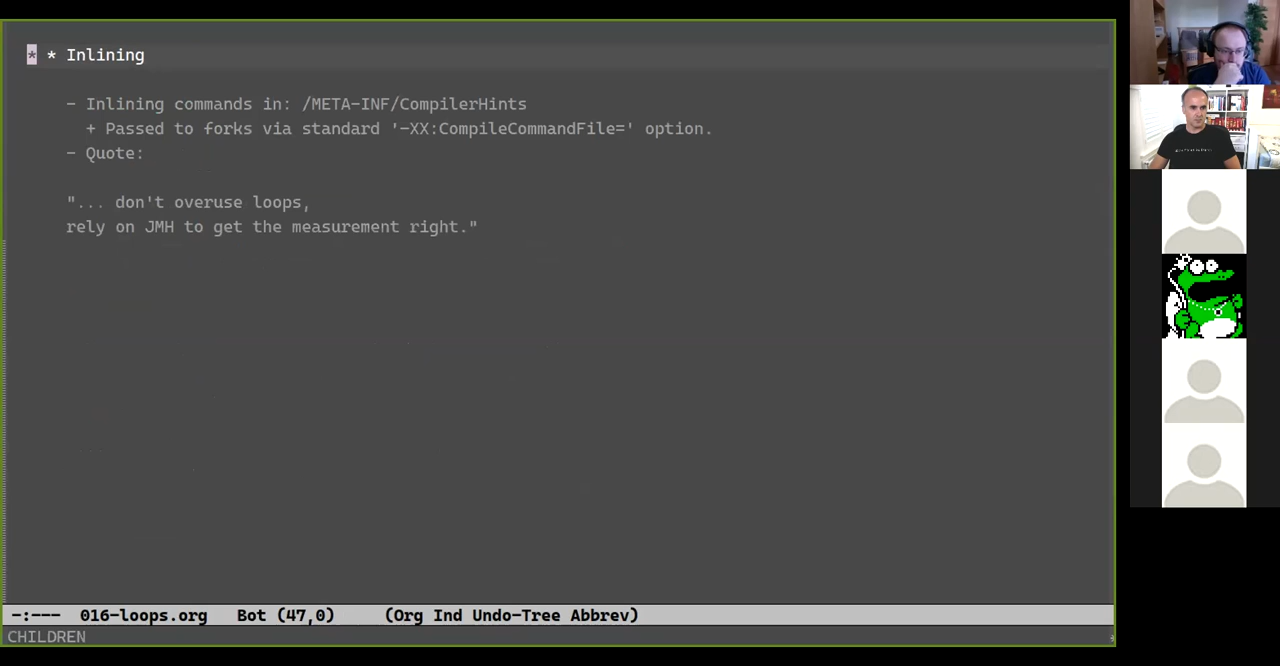 * * Inlining
- Inlining commands in: /META-INF/CompilerHints
+ Passed to forks via standard '-XX:CompileCommandFile=' option.
- Quote:
"... don't overuse loops,
rely on JMH to get the measurement right."
-:--- 016-loops.org Bot (47,0) (Org Ind Undo-Tree Abbrev)
CHILDREN